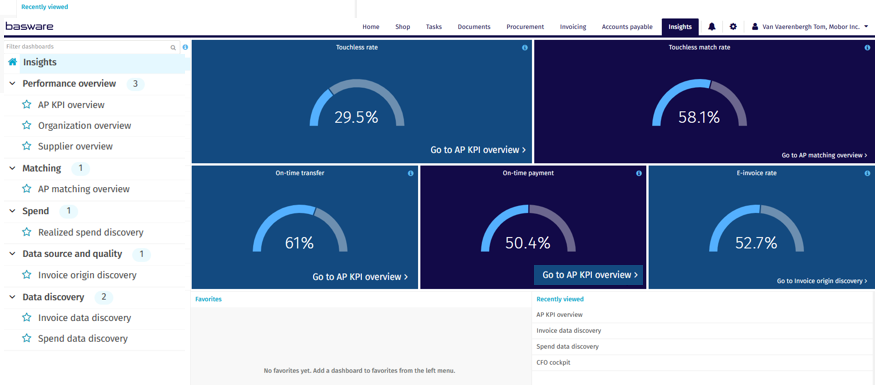 Recently viewed
basware
Home Shop Tasks Documents Procurement Invoicing Accounts payable Insights Van Vaerenbergh Tom, Mobor Inc.
Filter dashboards
Insights
Performance overview 3
AP KPI overview
Organization overview
Supplier overview
Matching 1
AP matching overview
Spend 1
Realized spend discovery
Data source and quality 1
Invoice origin discovery
Data discovery 2
Invoice data discovery
Spend data discovery
Touchless rate
29.5%
Go to AP KPI overview >
Touchless match rate
58.1%
Go to AP matching overview >
On-time transfer
61%
Go to AP KPI overview >
On-time payment
50.4%
Go to AP KPI overview >
E-invoice rate
52.7%
Go to Invoice origin discovery >
Favorites
No favorites yet. Add a dashboard to favorites from the left menu.
Recently viewed
AP KPI overview
Invoice data discovery
Spend data discovery
CFO cockpit